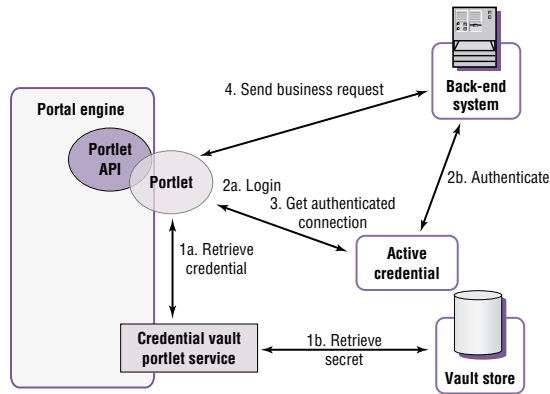 4. Send business request
Back-end
system
Portal engine
Portlet
API
Portlet
2a. Login
3. Get authenticated
connection
2b. Authenticate
1a. Retrieve
credential
Active
credential
Credential vault
portlet service
1b. Retrieve
secret
Vault store